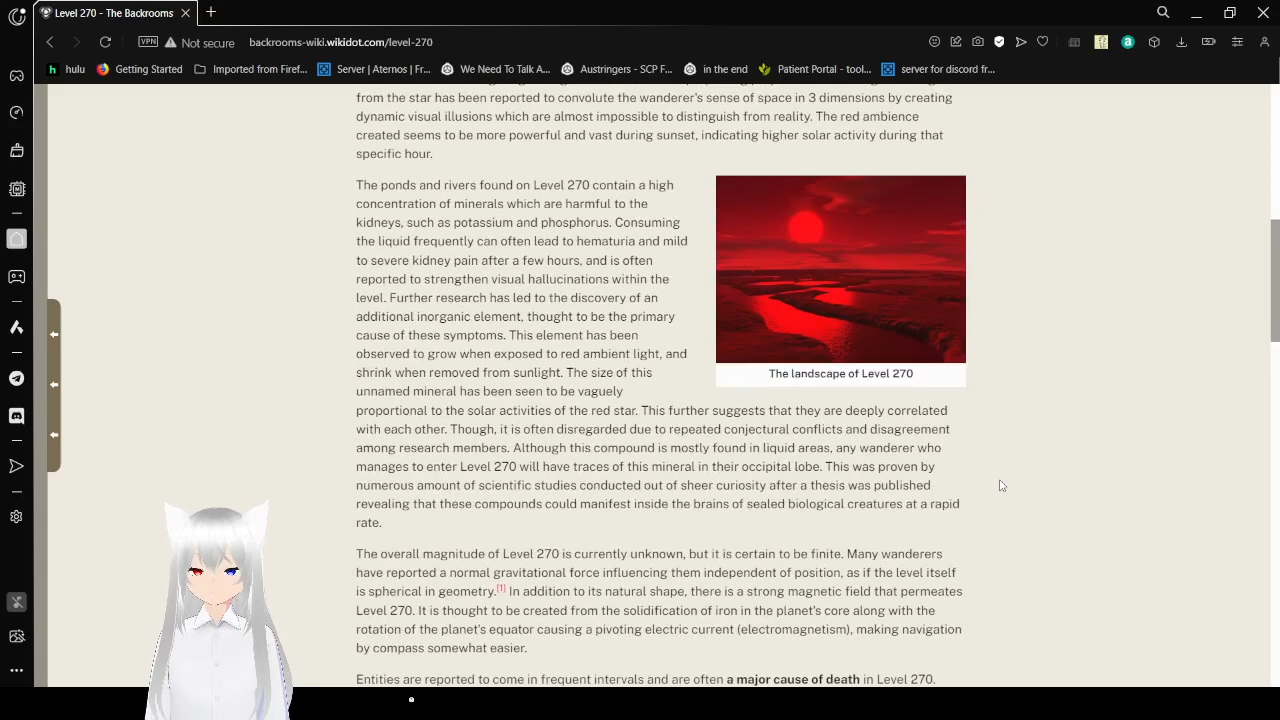 Level 270 - The Backrooms
VPN Not secure backrooms-wiki.wikidot.com/level-270
hulu Getting Started Imported from Firef... Server | Aternos | Fr... We Need To Talk A... Austringers - SCP F... in the end Patient Portal - tool... server for discord fr...
from the star has been reported to convolute the wanderer's sense of space in 3 dimensions by creating
dynamic visual illusions which are almost impossible to distinguish from reality. The red ambience
created seems to be more powerful and vast during sunset, indicating higher solar activity during that
specific hour.
The ponds and rivers found on Level 270 contain a high
concentration of minerals which are harmful to the
kidneys, such as potassium and phosphorus. Consuming
the liquid frequently can often lead to hematuria and mild
to severe kidney pain after a few hours, and is often
reported to strengthen visual hallucinations within the
level. Further research has led to the discovery of an
additional inorganic element, thought to be the primary
cause of these symptoms. This element has been
observed to grow when exposed to red ambient light, and
shrink when removed from sunlight. The size of this
unnamed mineral has been seen to be vaguely
The landscape of Level 270
proportional to the solar activities of the red star. This further suggests that they are deeply correlated
with each other. Though, it is often disregarded due to repeated conjectural conflicts and disagreement
among research members. Although this compound is mostly found in liquid areas, any wanderer who
manages to enter Level 270 will have traces of this mineral in their occipital lobe. This was proven by
numerous amount of scientific studies conducted out of sheer curiosity after a thesis was published
revealing that these compounds could manifest inside the brains of sealed biological creatures at a rapid
rate.
The overall magnitude of Level 270 is currently unknown, but it is certain to be finite. Many wanderers
have reported a normal gravitational force influencing them independent of position, as if the level itself
is spherical in geometry.[1] In addition to its natural shape, there is a strong magnetic field that permeates
Level 270. It is thought to be created from the solidification of iron in the planet's core along with the
rotation of the planet's equator causing a pivoting electric current (electromagnetism), making navigation
by compass somewhat easier.
Entities are reported to come in frequent intervals and are often a major cause of death in Level 270.